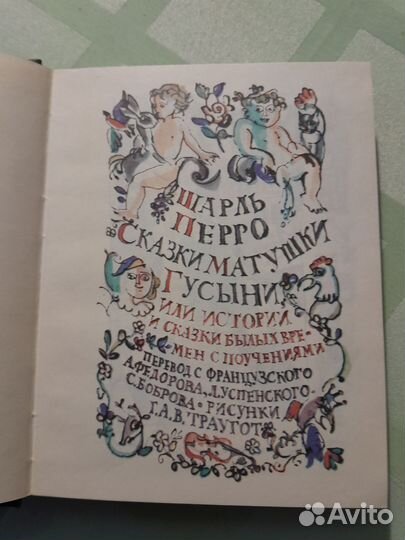 ШАРЛЬ
ПЕРРО
СКАЗКИ МАТУШКИ
ГУСЫНИ,
ИЛИ ИСТОРИИ
И СКАЗКИ БЫЛЫХ ВРЕ-
МЕН С ПОУЧЕНИЯМИ
ПЕРЕВОД С ФРАНЦУЗСКОГО
А.ФЕДОРОВА, Л.УСПЕНСКОГО,
С.БОБРОВА • РИСУНКИ
Г.А.В.ТРАУГОТ
Avito